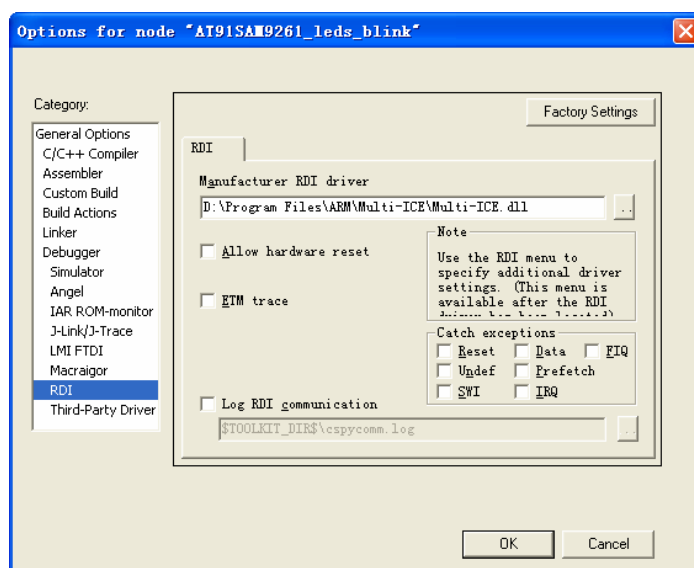 Options for node "AT91SAM9261_leds_blink"
Category:
Factory Settings
General Options
C/C++ Compiler
Assembler
Custom Build
Build Actions
Linker
Debugger
Simulator
Angel
IAR ROM-monitor
J-Link/J-Trace
LMI FTDI
Macraigor
RDI
Third-Party Driver
RDI
Manufacturer RDI driver
D:\Program Files\ARM\Multi-ICE\Multi-ICE.dll
..
Allow hardware reset
ETM trace
Note
Use the RDI menu to
specify additional driver
settings. (This menu is
available after the RDI
Catch exceptions
Reset Data FIQ
Undef Prefetch
SWI IRQ
Log RDI communication
$TOOLKIT_DIR$\cspycomm.log
..
OK Cancel